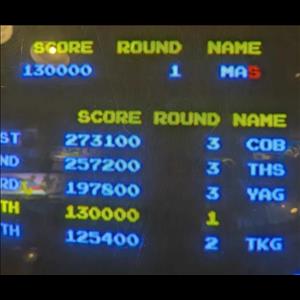 SCORE ROUND NAME
130000 1 MAS
SCORE ROUND NAME
ST 273100 3 COB
ND 257200 3 THS
RD 197800 3 YAG
TH 130000 1
TH 125400 2 TKG